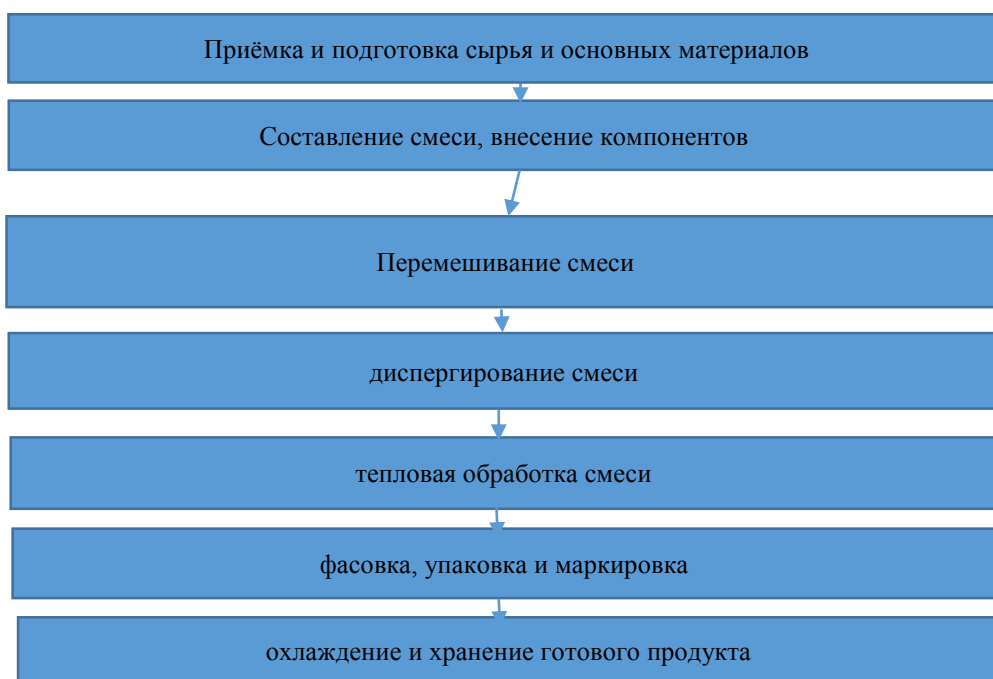 Приёмка и подготовка сырья и основных материалов
Составление смеси, внесение компонентов
Перемешивание смеси
диспергирование смеси
тепловая обработка смеси
фасовка, упаковка и маркировка
охлаждение и хранение готового продукта